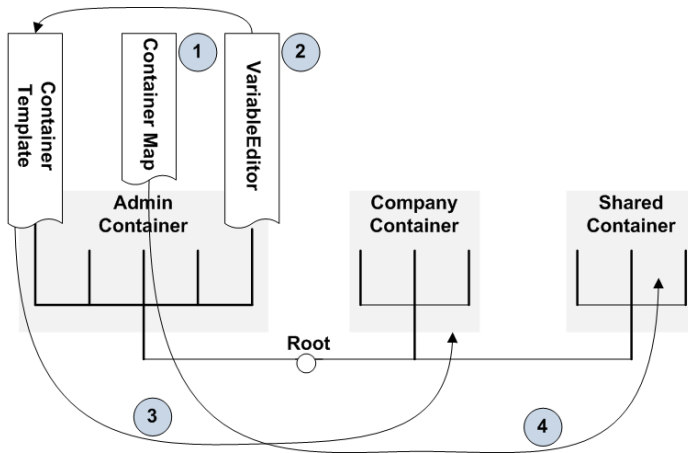 Container
Template
Container Map
1
VariableEditor
2
Admin
Container
Company
Container
Shared
Container
Root
3
4